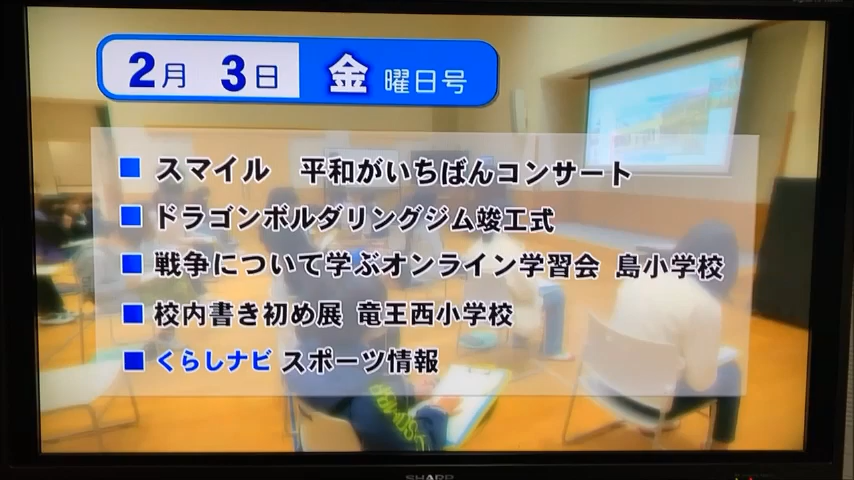 2月 3日 金曜日号
■ スマイル 平和がいちばんコンサート
■ ドラゴンボルダリングジム竣工式
■ 戦争について学ぶオンライン学習会 島小学校
■ 校内書き初め展 竜王西小学校
■ くらしナビ スポーツ情報
SHARP